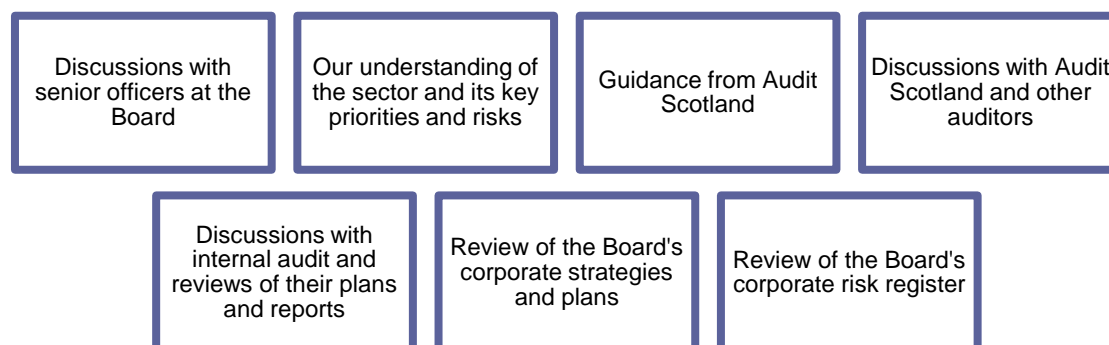 Discussions with
senior officers at the
Board
Our understanding of
the sector and its key
priorities and risks
Guidance from Audit
Scotland
Discussions with Audit
Scotland and other
auditors
Discussions with
internal audit and
reviews of their plans
and reports
Review of the Board's
corporate strategies
and plans
Review of the Board's
corporate risk register